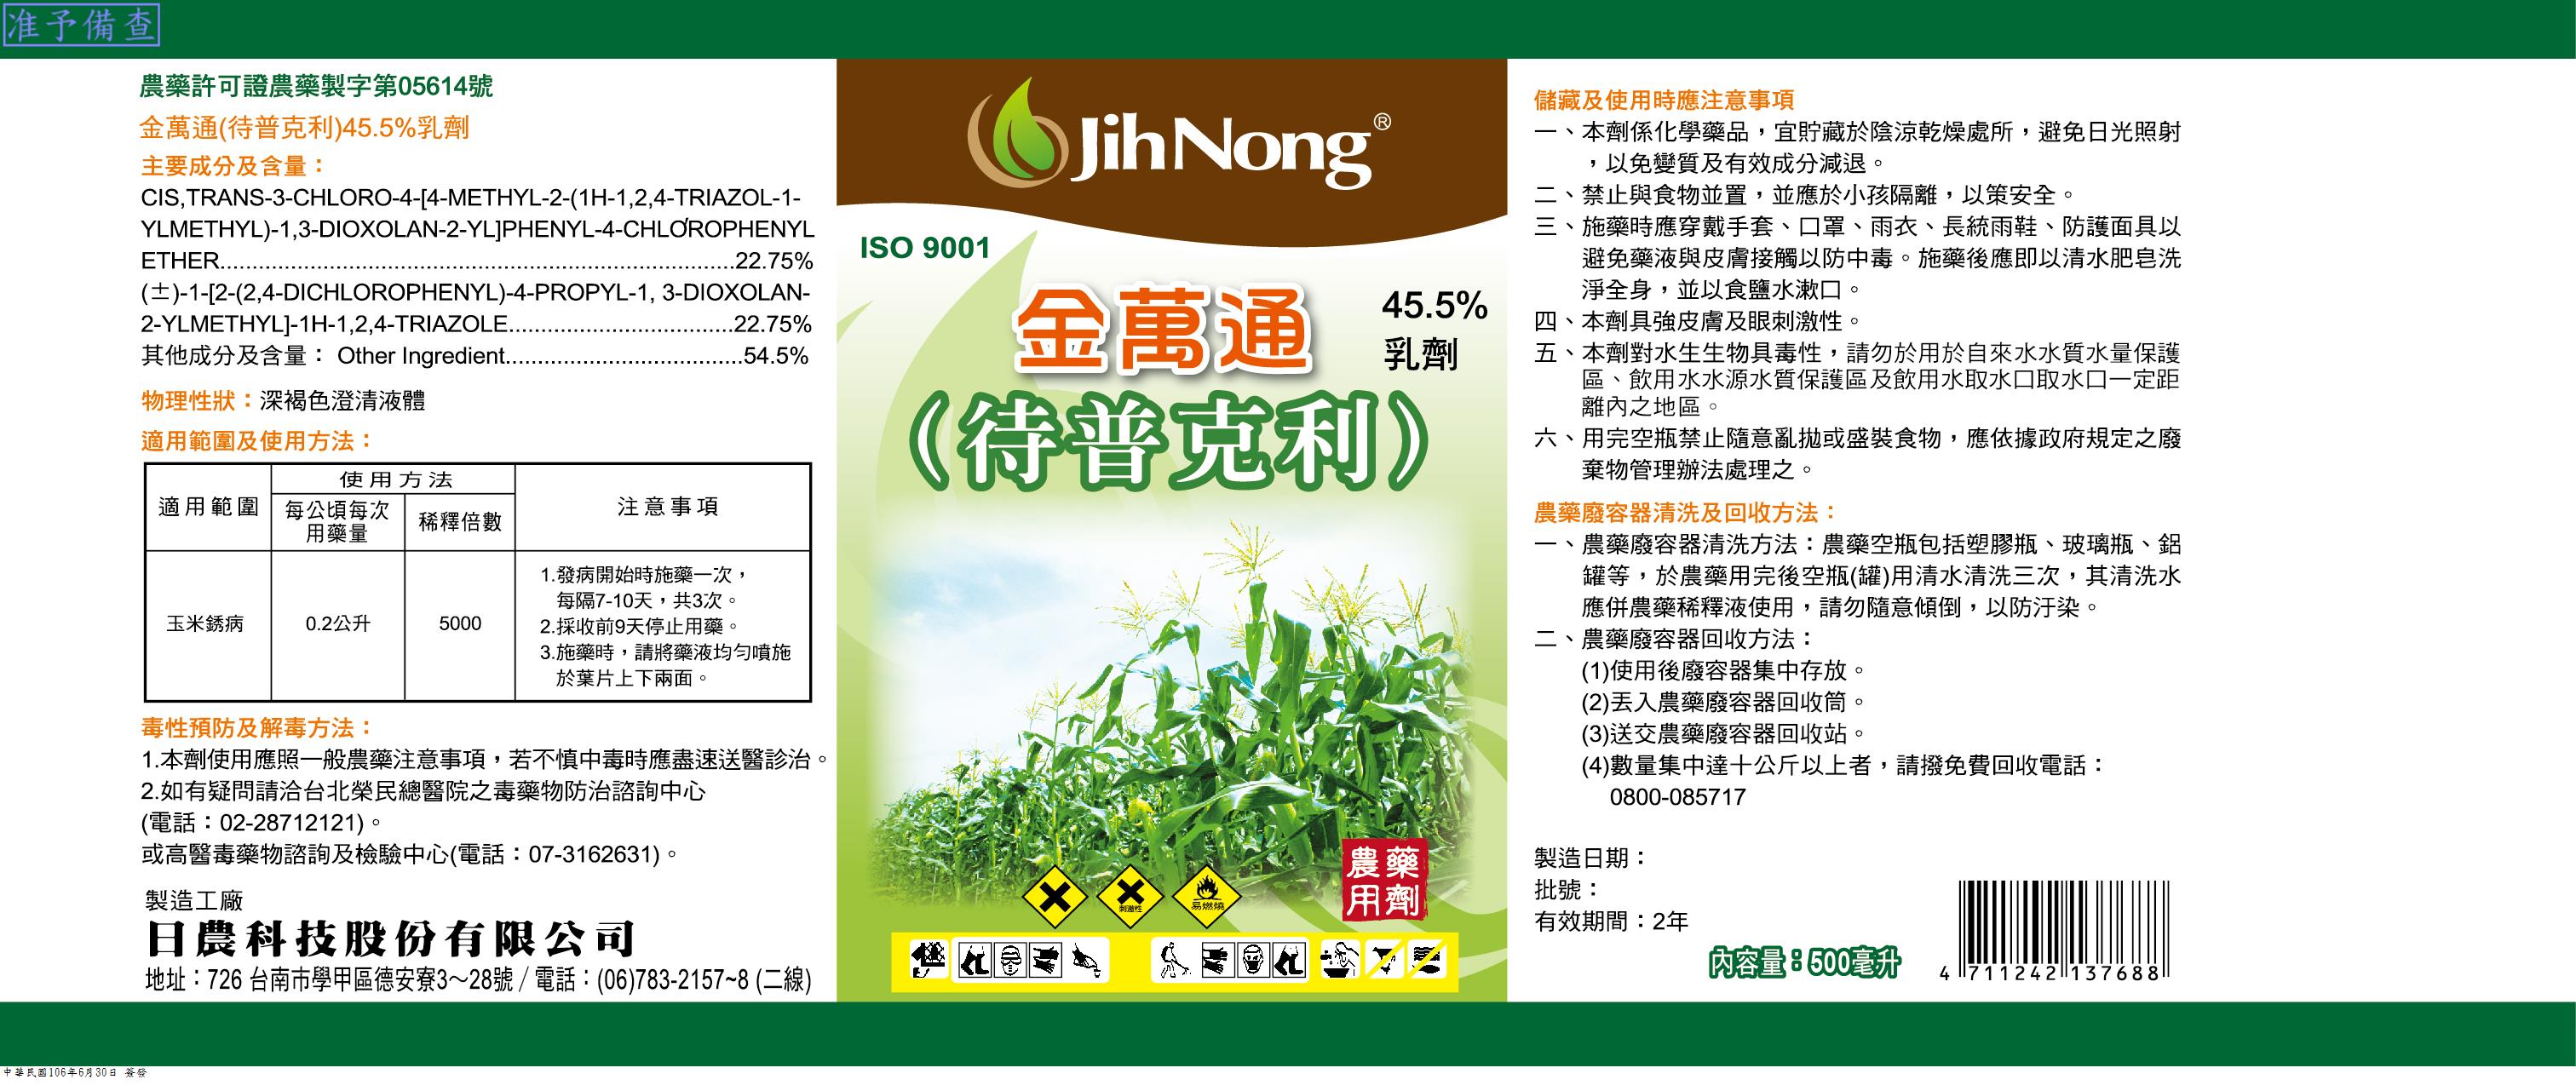 准予備查
農藥許可證農藥製字第05614號
金萬通(待普克利)45.5%乳劑
主要成分及含量：
CIS,TRANS-3-CHLORO-4-[4-METHYL-2-(1H-1,2,4-TRIAZOL-1-
YLMETHYL)-1,3-DIOXOLAN-2-YL]PHENYL-4-CHLO'ROPHENYL
ETHER................................................................................22.75%
(±)-1-[2-(2,4-DICHLOROPHENYL)-4-PROPYL-1, 3-DIOXOLAN-
2-YLMETHYL]-1H-1,2,4-TRIAZOLE...................................22.75%
其他成分及含量： Other Ingredient.....................................54.5%
物理性狀：深褐色澄清液體
適用範圍及使用方法：
適用範圍
使用方法
每公頃每次
用藥量
稀釋倍數
注意事項
玉米銹病
0.2公升
5000
1.發病開始時施藥一次，
每隔7-10天，共3次。
2.採收前9天停止用藥。
3.施藥時，請將藥液均勻噴施
於葉片上下兩面。
毒性預防及解毒方法：
1.本劑使用應照一般農藥注意事項，若不慎中毒時應盡速送醫診治。
2.如有疑問請洽台北榮民總醫院之毒藥物防治諮詢中心
(電話：02-28712121)。
或高醫毒藥物諮詢及檢驗中心(電話：07-3162631)。
製造工廠
日農科技股份有限公司
地址：726 台南市學甲區德安寮3～28號 / 電話：(06)783-2157~8 (二線)
JihNong®
ISO 9001
金萬通
45.5%
乳劑
（待普克利）
農藥
用劑
刺激性
易燃燒
儲藏及使用時應注意事項
一、本劑係化學藥品，宜貯藏於陰涼乾燥處所，避免日光照射
，以免變質及有效成分減退。
二、禁止與食物並置，並應於小孩隔離，以策安全。
三、施藥時應穿戴手套、口罩、雨衣、長統雨鞋、防護面具以
避免藥液與皮膚接觸以防中毒。施藥後應即以清水肥皂洗
淨全身，並以食鹽水漱口。
四、本劑具強皮膚及眼刺激性。
五、本劑對水生生物具毒性，請勿於用於自來水水質水量保護
區、飲用水水源水質保護區及飲用水取水口取水口一定距
離內之地區。
六、用完空瓶禁止隨意亂拋或盛裝食物，應依據政府規定之廢
棄物管理辦法處理之。
農藥廢容器清洗及回收方法：
一、農藥廢容器清洗方法：農藥空瓶包括塑膠瓶、玻璃瓶、鋁
罐等，於農藥用完後空瓶(罐)用清水清洗三次，其清洗水
應併農藥稀釋液使用，請勿隨意傾倒，以防汙染。
二、農藥廢容器回收方法：
(1)使用後廢容器集中存放。
(2)丟入農藥廢容器回收筒。
(3)送交農藥廢容器回收站。
(4)數量集中達十公斤以上者，請撥免費回收電話：
0800-085717
製造日期：
批號：
有效期間：2年
內容量：500毫升
4 711242 137688
中華民國106年6月30日 簽發